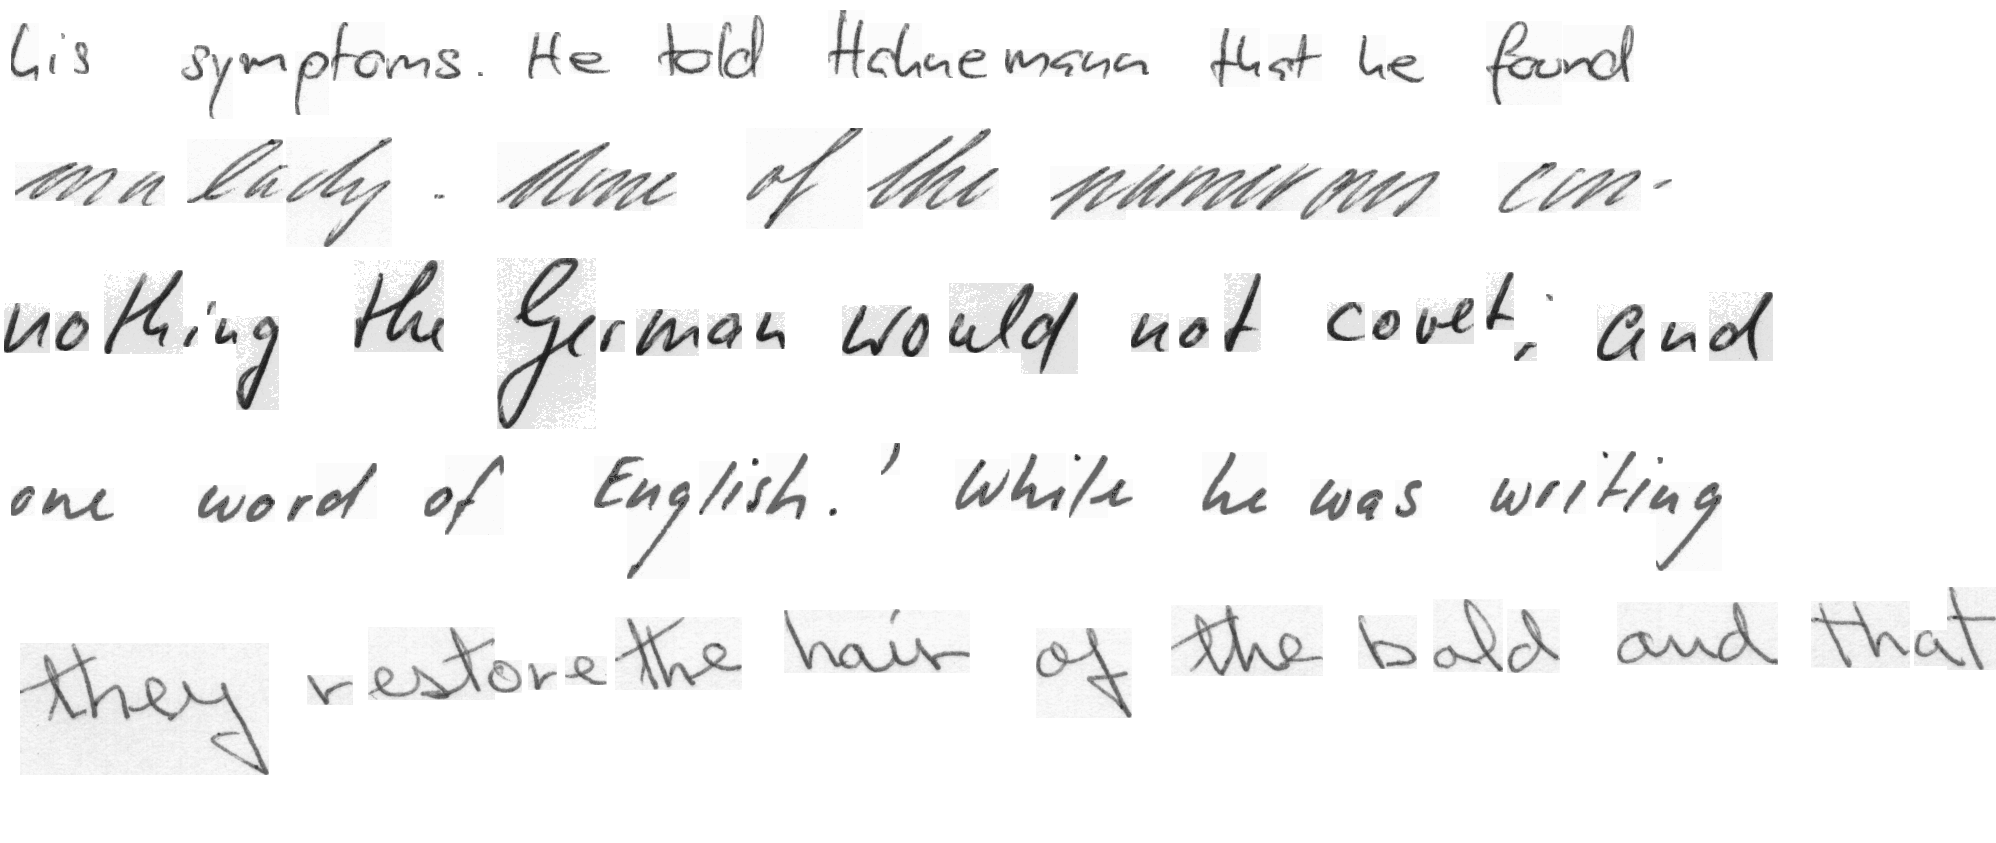 his symptoms. He told Hahnemann that he found
malady. None of the numerous con-
nothing the German would not covet; and
one word of English.' While he was writing
they restore the hair of the bald and that